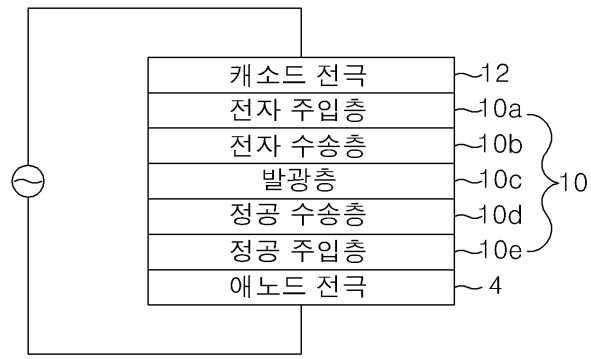 캐소드 전극 12
전자 주입층 10a
전자 수송층 10b
발광층 10c 10
정공 수송층 10d
정공 주입층 10e
애노드 전극 4